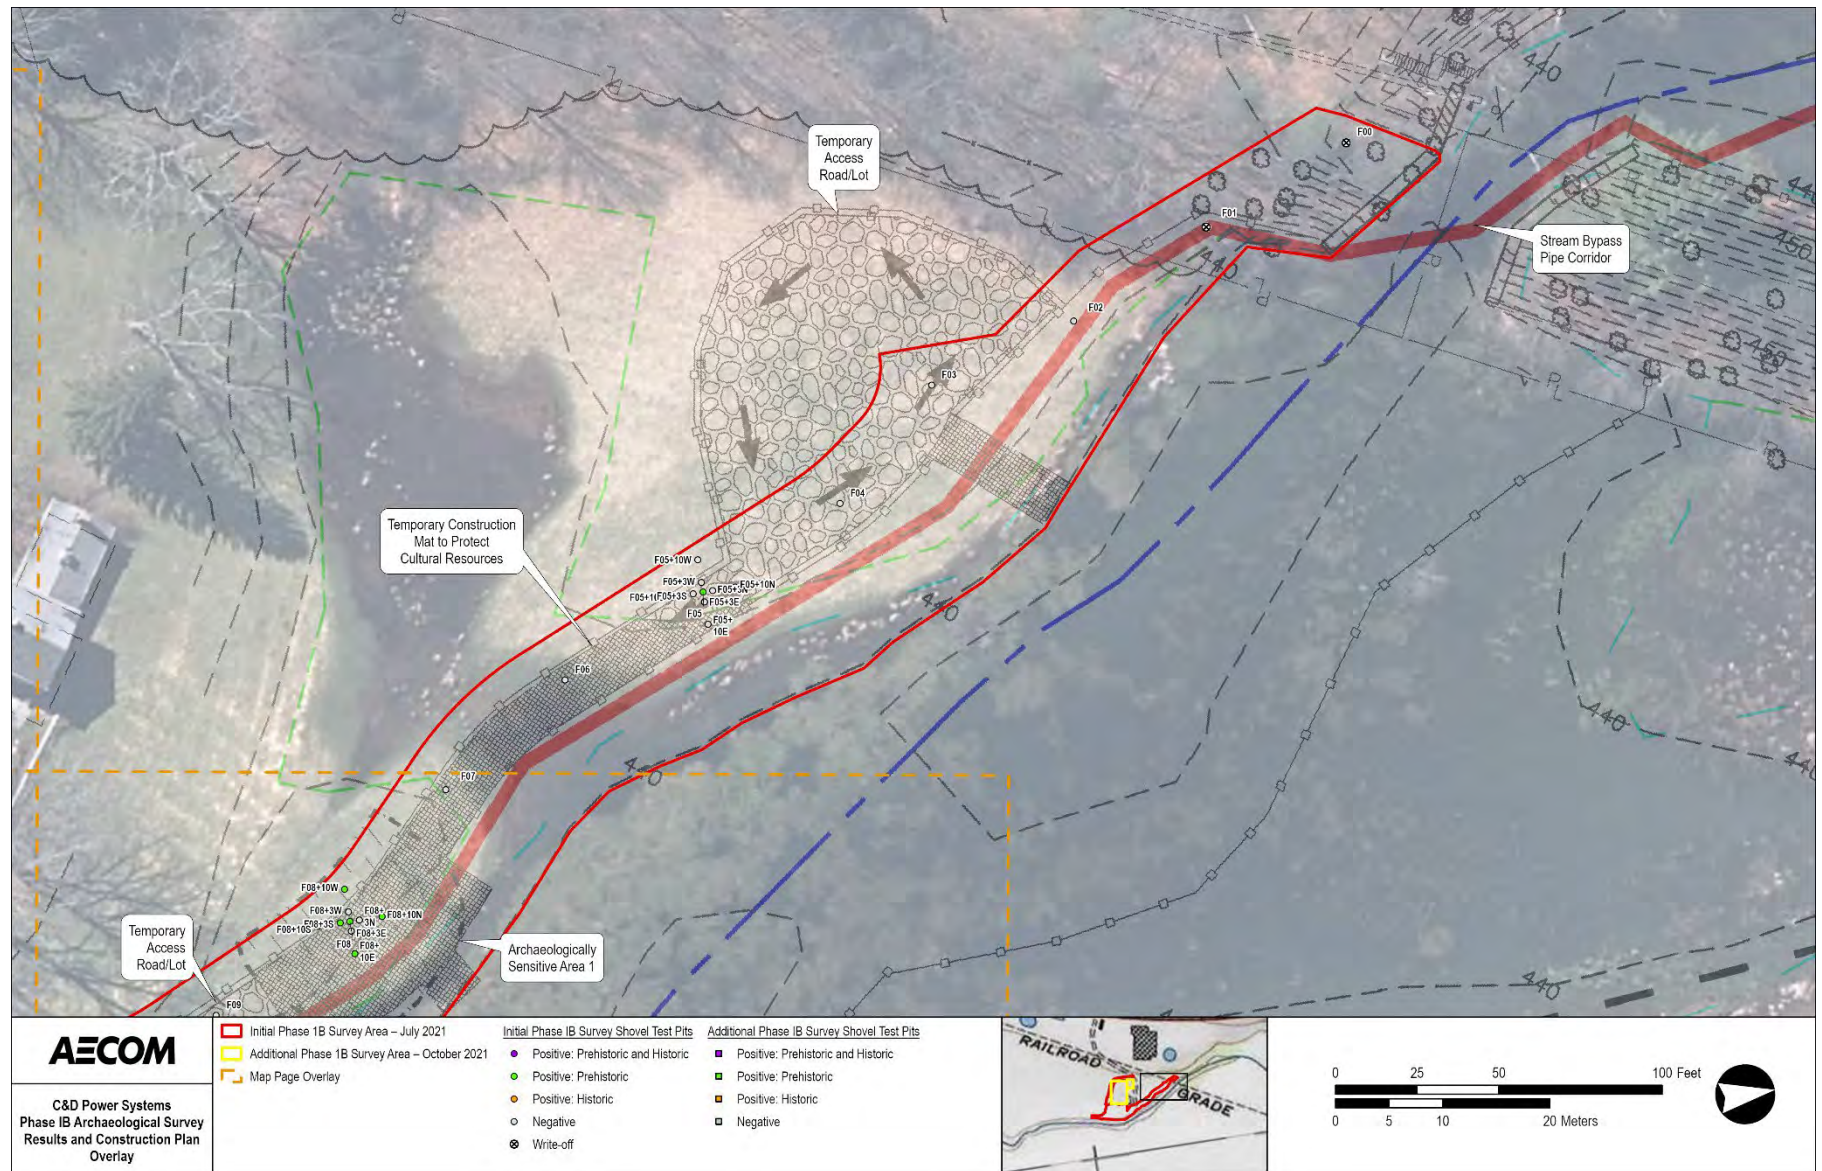 440
F00
Temporary
Access
Road/Lot
F01
440
450
Stream Bypass
Pipe Corridor
440
450
F02
F03
F04
Temporary Construction
Mat to Protect
Cultural Resources
F05+10W
F05+3W
F05+10N
F05+3S
F05+3E
F05
F05+
10E
440
F06
440
440
F07
440
F08+10W
F08+3W
F08+
3N
F08+10N
F08+3S
F08+10S
F08+3E
F08
F08+
10E
Temporary
Access
Road/Lot
Archaeologically
Sensitive Area 1
F09
440
AECOM
C&D Power Systems
Phase IB Archaeological Survey
Results and Construction Plan
Overlay
Initial Phase 1B Survey Area – July 2021
Additional Phase 1B Survey Area – October 2021
Map Page Overlay
Initial Phase IB Survey Shovel Test Pits
Positive: Prehistoric and Historic
Positive: Prehistoric
Positive: Historic
Negative
Write-off
Additional Phase IB Survey Shovel Test Pits
Positive: Prehistoric and Historic
Positive: Prehistoric
Positive: Historic
Negative
RAILROAD
GRADE
0 25 50 100 Feet
0 5 10 20 Meters